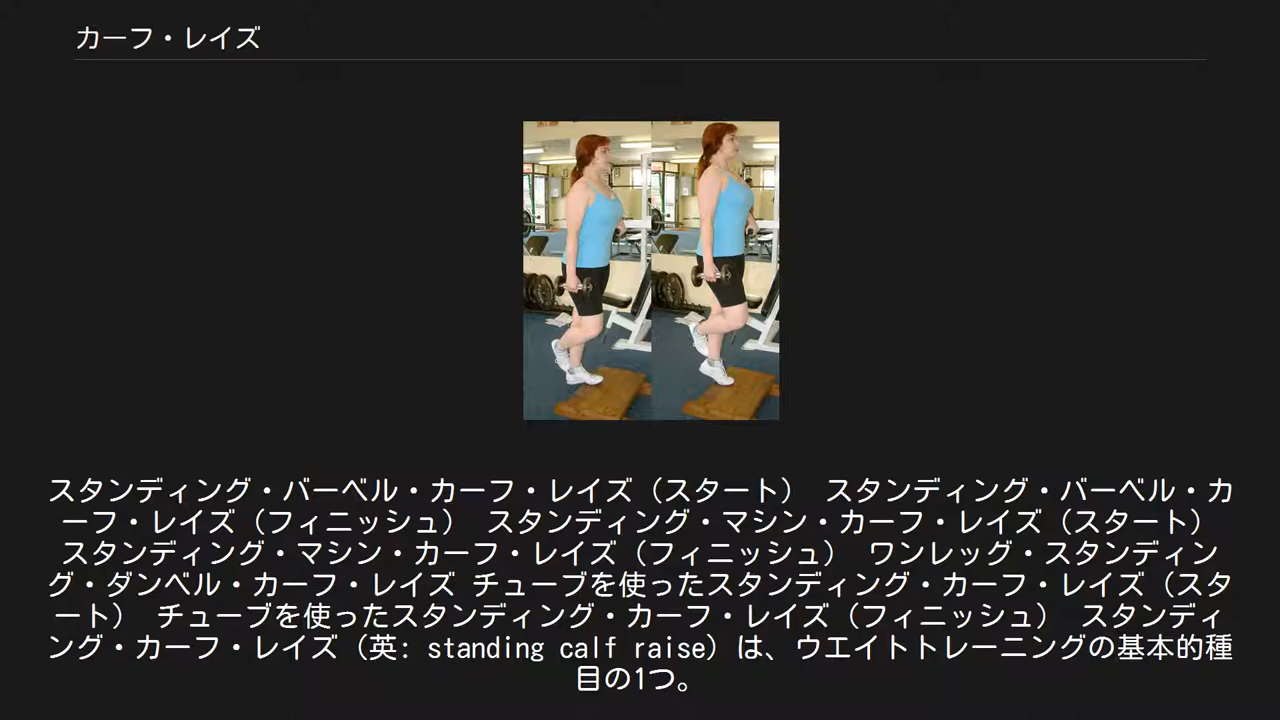 カーフ・レイズ
スタンディング・バーベル・カーフ・レイズ（スタート） スタンディング・バーベル・カ
ーフ・レイズ（フィニッシュ） スタンディング・マシン・カーフ・レイズ（スタート）
スタンディング・マシン・カーフ・レイズ（フィニッシュ） ワンレッグ・スタンディン
グ・ダンベル・カーフ・レイズ チューブを使ったスタンディング・カーフ・レイズ（スタ
ート） チューブを使ったスタンディング・カーフ・レイズ（フィニッシュ） スタンディ
ング・カーフ・レイズ（英: standing calf raise）は、ウエイトトレーニングの基本的種
目の1つ。